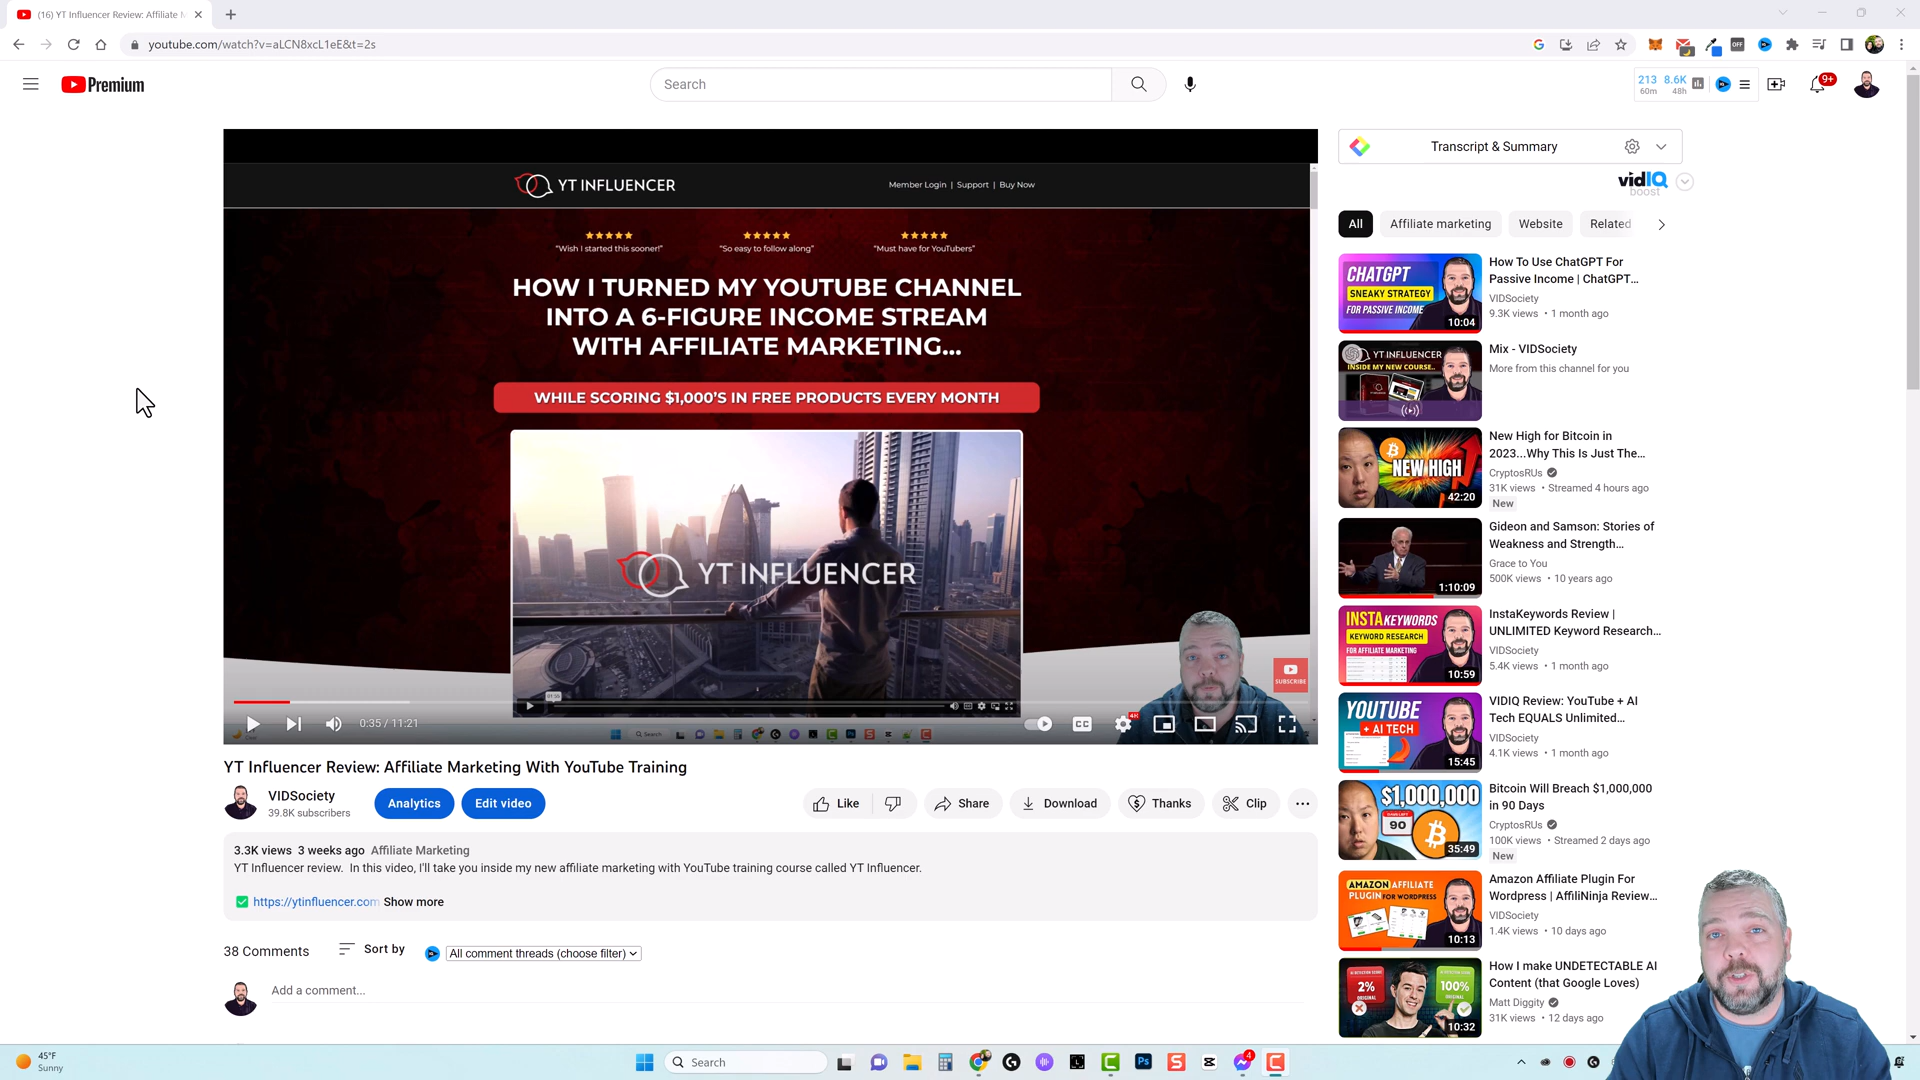 (16) YT Influencer Review: Affiliate M
youtube.com/watch?v=aLCN8xcL1eE&t=2s
OFF
Premium
Search
213 8.6K
60m 48h
9+
YT INFLUENCER
Member Login | Support | Buy Now
"Wish I started this sooner!"
"So easy to follow along"
"Must have for YouTubers"
HOW I TURNED MY YOUTUBE CHANNEL
INTO A 6-FIGURE INCOME STREAM
WITH AFFILIATE MARKETING...
WHILE SCORING $1,000'S IN FREE PRODUCTS EVERY MONTH
YT INFLUENCER
SUBSCRIBE
0:35 / 11:21
CC
4K
Search
YT Influencer Review: Affiliate Marketing With YouTube Training
VIDSociety
39.8K subscribers
Analytics
Edit video
Like
Share
Download
Thanks
Clip
3.3K views 3 weeks ago Affiliate Marketing
YT Influencer review. In this video, I'll take you inside my new affiliate marketing with YouTube training course called YT Influencer.
https://ytinfluencer.com Show more
38 Comments
Sort by
All comment threads (choose filter)
Add a comment...
Transcript & Summary
vidIQ
boost
All
Affiliate marketing
Website
Related
CHATGPT
SNEAKY STRATEGY
FOR PASSIVE INCOME
10:04
How To Use ChatGPT For
Passive Income | ChatGPT...
VIDSociety
9.3K views • 1 month ago
YT INFLUENCER
INSIDE MY NEW COURSE..
Mix - VIDSociety
More from this channel for you
NEW HIGH
42:20
New High for Bitcoin in
2023...Why This Is Just The...
CryptosRUs
31K views • Streamed 4 hours ago
New
1:10:09
Gideon and Samson: Stories of
Weakness and Strength...
Grace to You
500K views • 10 years ago
INSTAKEYWORDS
KEYWORD RESEARCH
FOR AFFILIATE MARKETING
10:59
InstaKeywords Review |
UNLIMITED Keyword Research...
VIDSociety
5.4K views • 1 month ago
YOUTUBE
+ AI TECH
15:45
VIDIQ Review: YouTube + AI
Tech EQUALS Unlimited...
VIDSociety
4.1K views • 1 month ago
$1,000,000
90
35:49
Bitcoin Will Breach $1,000,000
in 90 Days
CryptosRUs
100K views • Streamed 2 days ago
New
AMAZON AFFILIATE
PLUGIN FOR WORDPRESS
10:13
Amazon Affiliate Plugin For
Wordpress | AffiliNinja Review...
VIDSociety
1.4K views • 10 days ago
2%
ORIGINAL
100%
ORIGINAL
10:32
How I make UNDETECTABLE AI
Content (that Google Loves)
Matt Diggity
31K views • 12 days ago
45°F
Sunny
Search
4